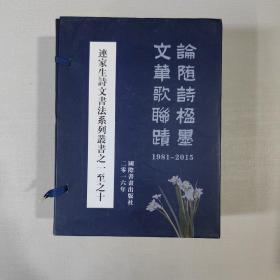 論隨詩楹墨
文筆歌聯蹟
1981-2015
連家生詩文書法系列叢書之一至之十
國際書畫出版社
二零一六年